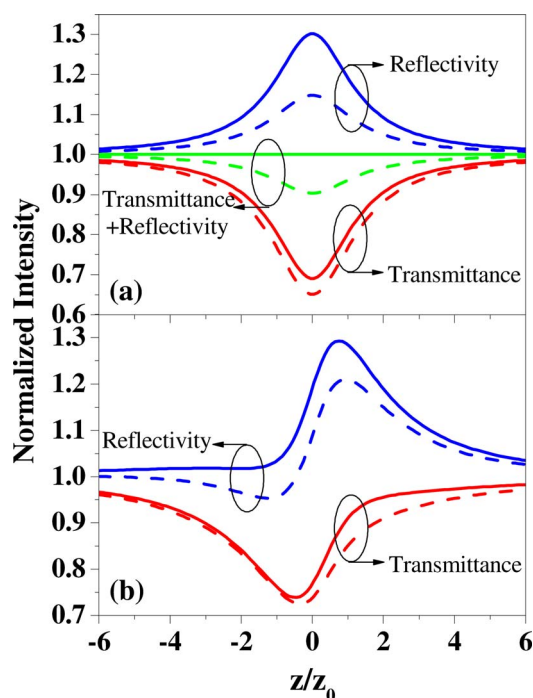 1.3
Reflectivity
1.2
1.1
1.0
0.9
Transmittance
+Reflectivity
0.8
0.7
(a)
Transmittance
0.6
Normalized Intensity
1.3
1.2
1.1
Reflectivity
1.0
0.9
Transmittance
0.8
(b)
0.7
-6 -4 -2 0 2 4 6
z/z0